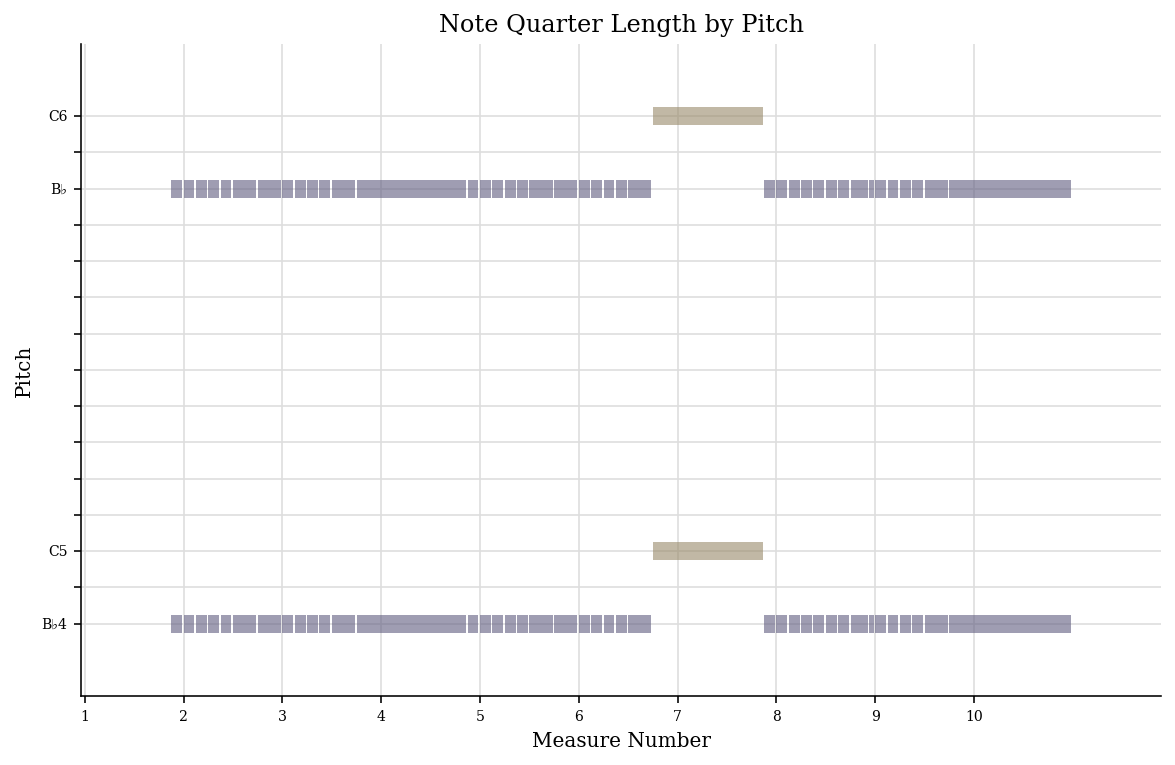 Note Quarter Length by Pitch
C6
B♭
C5
B♭4
Pitch
1 2 3 4 5 6 7 8 9 10
Measure Number